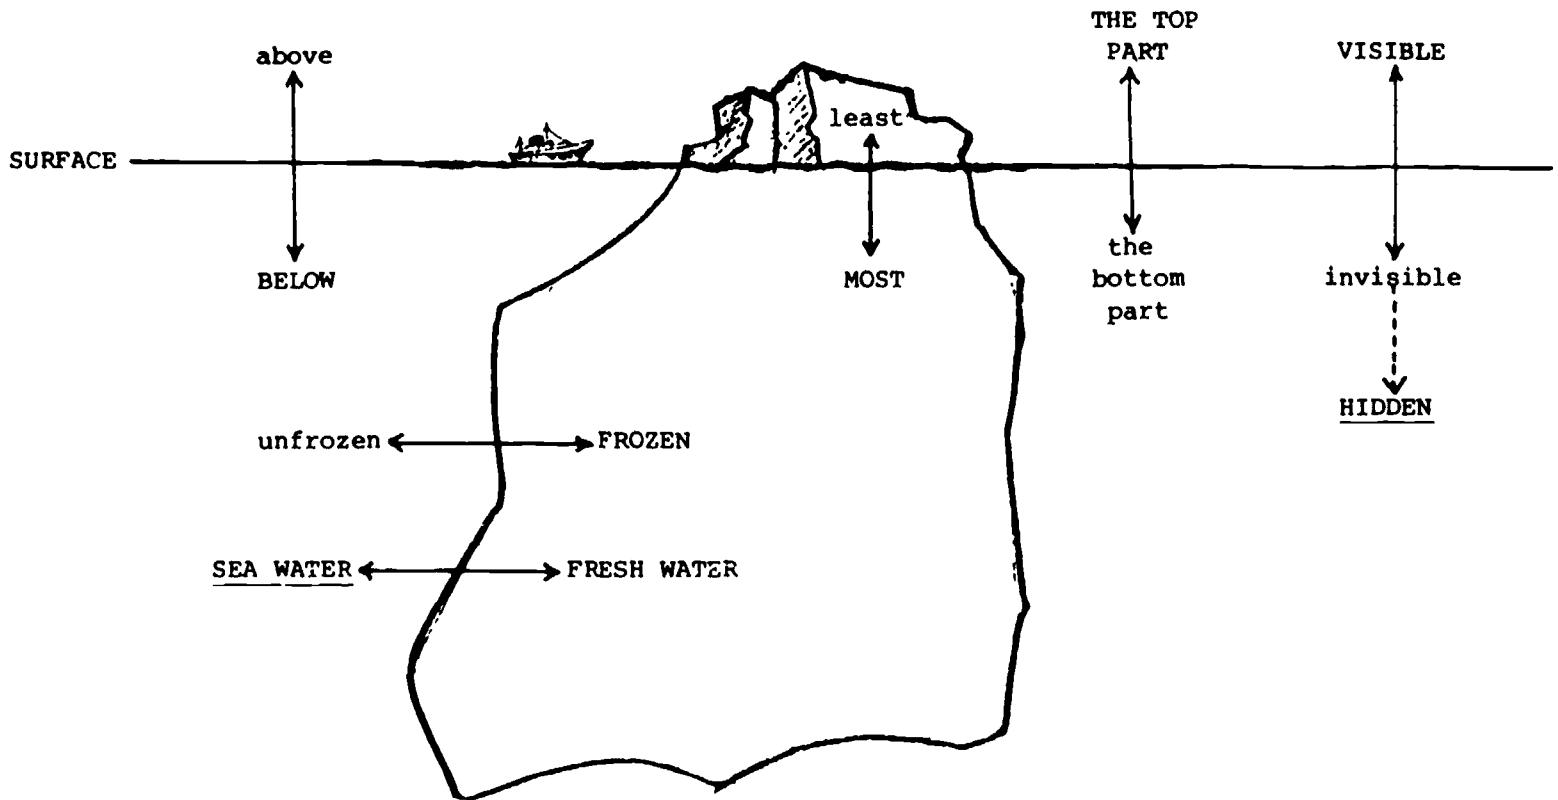 THE TOP
PART
above
VISIBLE
least
SURFACE
BELOW
MOST
the
bottom
part
invisible
HIDDEN
unfrozen
FROZEN
SEA WATER
FRESH WATER